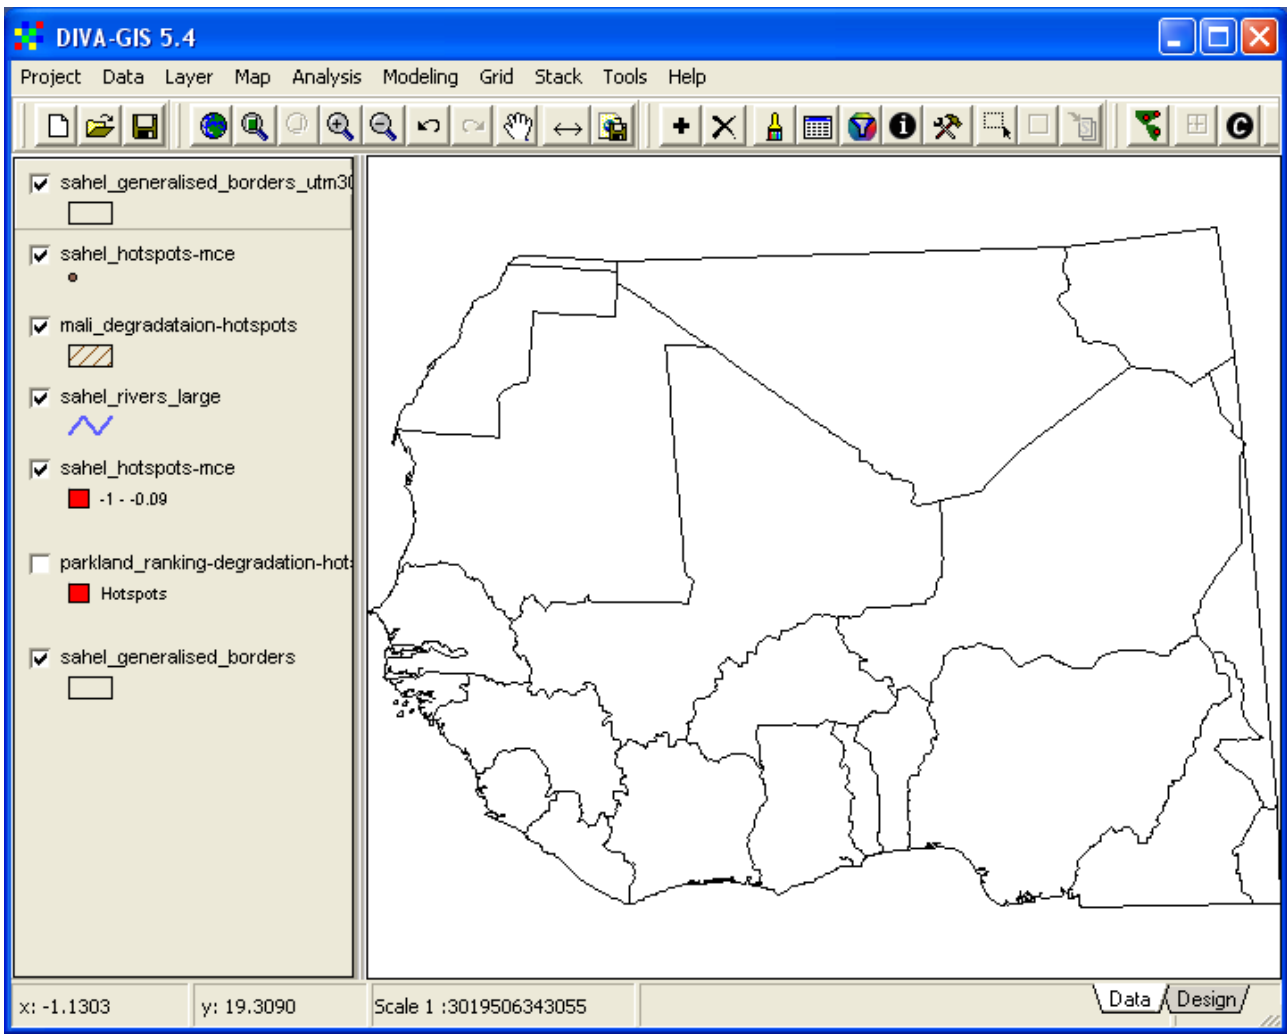 DIVA-GIS 5.4
Project Data Layer Map Analysis Modeling Grid Stack Tools Help
sahel_generalised_borders_utm30
sahel_hotspots-mce
mali_degradataion-hotspots
sahel_rivers_large
sahel_hotspots-mce
-1 - -0.09
parkland_ranking-degradation-hot
Hotspots
sahel_generalised_borders
x: -1.1303 y: 19.3090 Scale 1 :3019506343055 Data Design